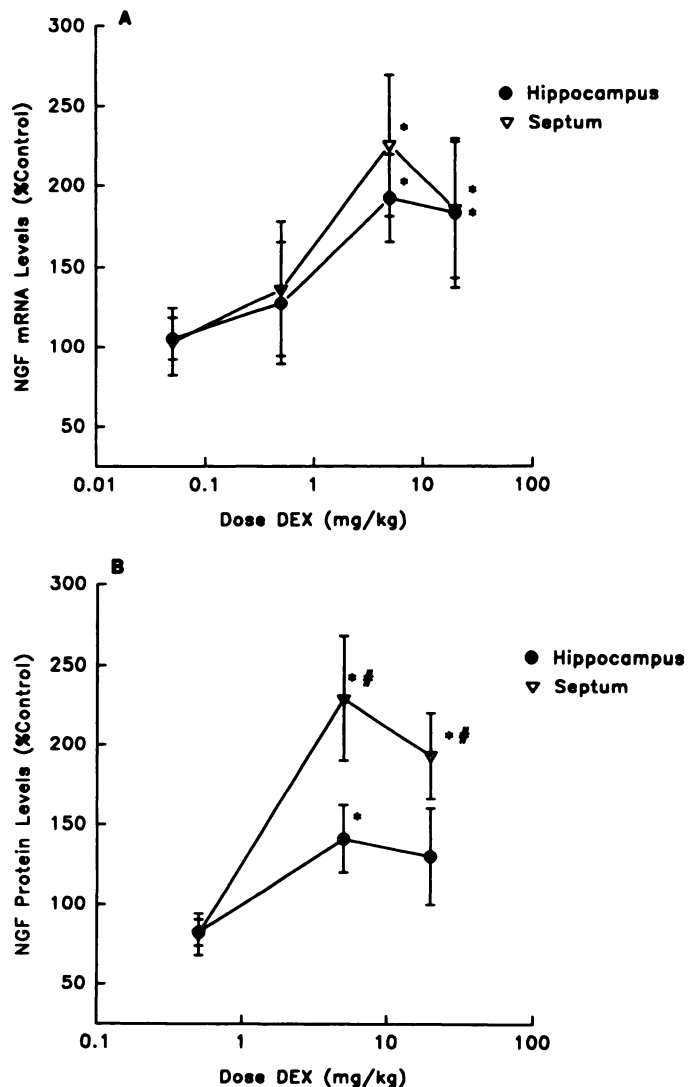 A
300
250
200
150
100
50
NGF mRNA Levels (%Control)
● Hippocampus
▽ Septum
*
*
*
*
0.01 0.1 1 10 100
Dose DEX (mg/kg)
B
300
250
200
150
100
50
NGF Protein Levels (%Control)
● Hippocampus
▽ Septum
* #
* #
*
0.1 1 10 100
Dose DEX (mg/kg)